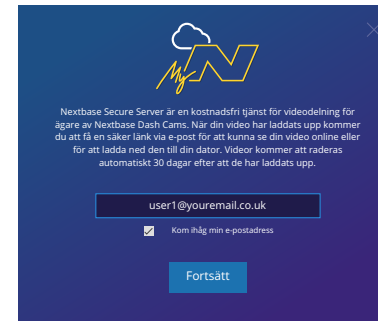 My N
Nextbase Secure Server är en kostnadsfri tjänst för videodelning för
ägare av Nextbase Dash Cams. När din video har laddats upp kommer
du att få en säker länk via e-post för att kunna se din video online eller
för att ladda ned den till din dator. Videor kommer att raderas
automatiskt 30 dagar efter att de har laddats upp.
user1@youremail.co.uk
Kom ihåg min e-postadress
Fortsätt